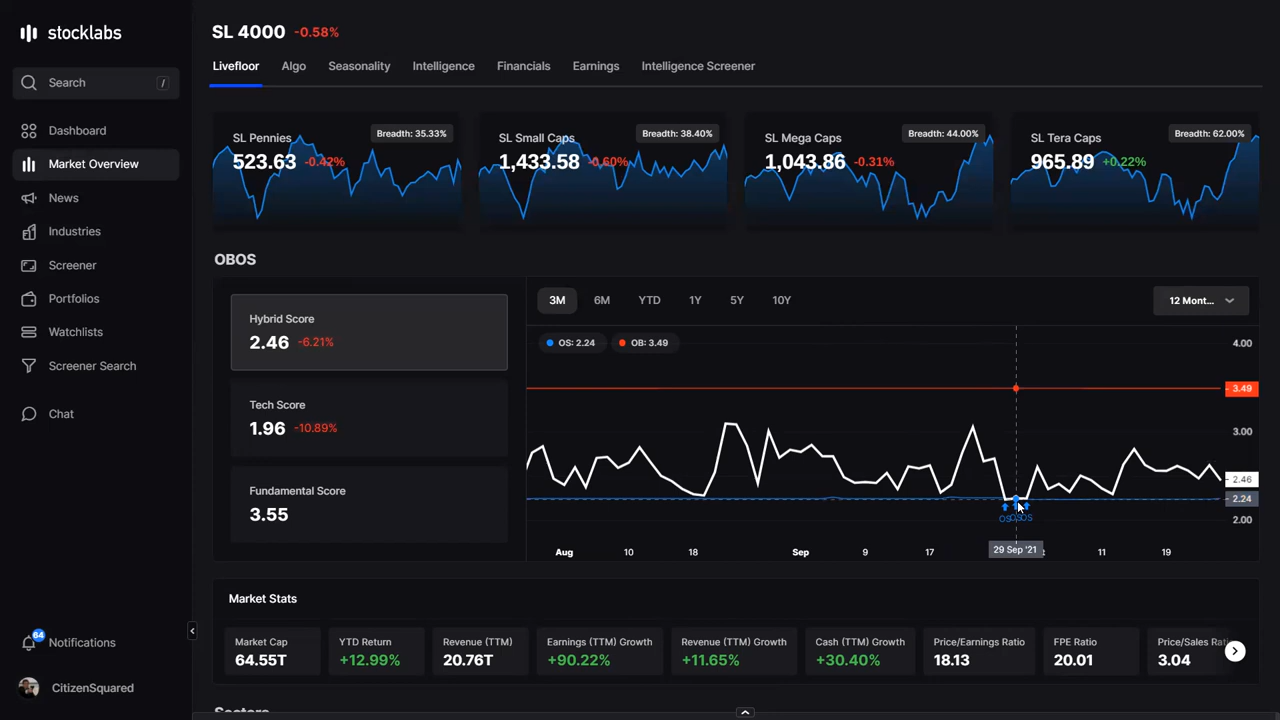 stocklabs
SL 4000 -0.58%
Search /
Livefloor Algo Seasonality Intelligence Financials Earnings Intelligence Screener
Dashboard
Market Overview
News
Industries
Screener
Portfolios
Watchlists
Screener Search
Chat
SL Pennies Breadth: 35.33%
523.63 -0.42%
SL Small Caps Breadth: 38.40%
1,433.58 -0.60%
SL Mega Caps Breadth: 44.00%
1,043.86 -0.31%
SL Tera Caps Breadth: 62.00%
965.89 +0.22%
OBOS
Hybrid Score
2.46 -6.21%
Tech Score
1.96 -10.89%
Fundamental Score
3.55
3M 6M YTD 1Y 5Y 10Y 12 Mont...
OS: 2.24 OB: 3.49
4.00
3.49
3.00
2.46
2.24
2.00
OS OS OS
Aug 10 18 Sep 9 17 29 Sep '21 11 19
Market Stats
Market Cap
64.55T
YTD Return
+12.99%
Revenue (TTM)
20.76T
Earnings (TTM) Growth
+90.22%
Revenue (TTM) Growth
+11.65%
Cash (TTM) Growth
+30.40%
Price/Earnings Ratio
18.13
FPE Ratio
20.01
Price/Sales Rati
3.04
64
Notifications
CitizenSquared
Sectors